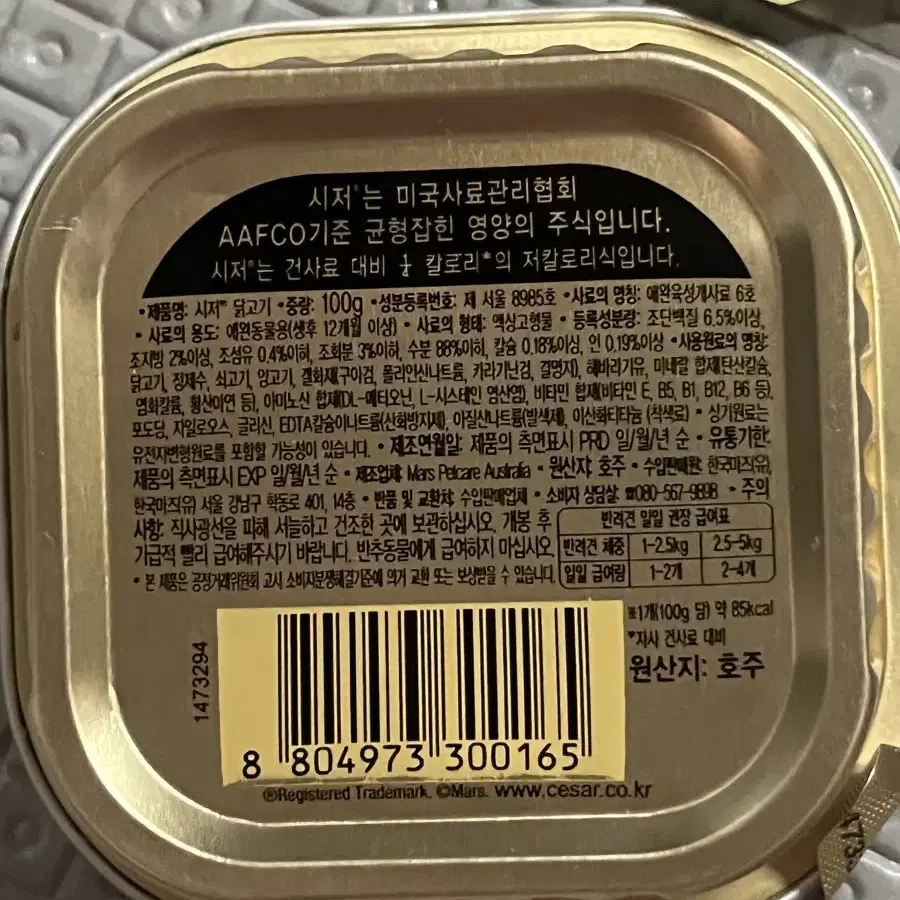 시저®는 미국사료관리협회
AAFCO기준 균형잡힌 영양의 주식입니다.
시저®는 건사료 대비 ¼ 칼로리*의 저칼로리식입니다.
• 제품명: 시저® 닭고기 • 중량: 100g • 성분등록번호: 제 서울 8985호 • 사료의 명칭: 애완육성개사료 6호
• 사료의 용도: 애완동물용(생후 12개월 이상) • 사료의 형태: 액상고형물 • 등록성분량: 조단백질 6.5%이상,
조지방 2%이상, 조섬유 0.4%이하, 조회분 3%이하, 수분 88%이하, 칼슘 0.18%이상, 인 0.19%이상 • 사용원료의 명칭:
닭고기, 정제수, 쇠고기, 양고기, 겔화제(구아검, 폴리인산나트륨, 카라기난검, 결명지), 해바라기유, 미네랄 합제(탄산칼슘,
염화칼륨, 황산아연 등), 아미노산 합제(DL-메티오닌, L-시스테인 염산염), 비타민 합제(비타민 E, B5, B1, B12, B6 등),
포도당, 자일로오스, 글리신, EDTA칼슘이나트륨(산화방지제), 아질산나트륨(발색제), 이산화티타늄 (착색료) • 상기원료는
유전자변형원료를 포함할 가능성이 있습니다. • 제조연월일: 제품의 측면표시 PRD 일/월/년 순 • 유통기한:
제품의 측면표시 EXP 일/월/년 순 • 제조업체: Mars Petcare Australia • 원산지: 호주 • 수입판매원: 한국마즈(유),
한국마즈(유) 서울 강남구 학동로 401, 14층 • 반품 및 교환처: 수입판매업체 • 소비자 상담실: ☎080-567-9898 • 주의
사항: 직사광선을 피해 서늘하고 건조한 곳에 보관하십시오. 개봉 후
가급적 빨리 급여해주시기 바랍니다. 반추동물에게 급여하지 마십시오.
* 본 제품은 공정거래위원회 고시 소비자분쟁해결기준에 의거 교환 또는 보상받을 수 있습니다.
반려견 일일 권장 급여표
반려견 체중 1-2.5kg 2.5-5kg
일일 급여량 1-2개 2-4개
※1개(100g 당) 약 85kcal
*자사 건사료 대비
원산지: 호주
1473294
8 804973 300165
®Registered Trademark. ©Mars. www.cesar.co.kr